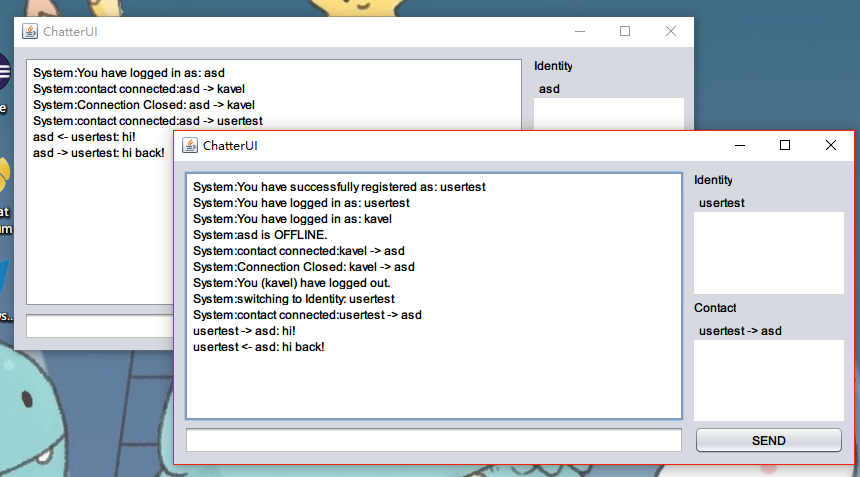 ChatterUI
System:You have logged in as: asd
System:contact connected:asd -> kavel
System:Connection Closed: asd -> kavel
System:contact connected:asd -> usertest
asd <- usertest: hi!
asd -> usertest: hi back!
Identity
asd
ChatterUI
System:You have successfully registered as: usertest
System:You have logged in as: usertest
System:You have logged in as: kavel
System:asd is OFFLINE.
System:contact connected:kavel -> asd
System:Connection Closed: kavel -> asd
System:You (kavel) have logged out.
System:switching to Identity: usertest
System:contact connected:usertest -> asd
usertest -> asd: hi!
usertest <- asd: hi back!
Identity
usertest
Contact
usertest -> asd
SEND